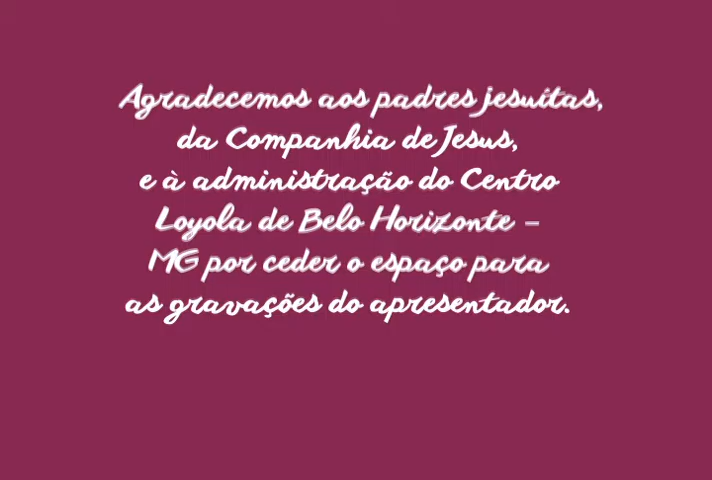 Agradecemos aos padres jesuítas,
da Companhia de Jesus,
e à administração do Centro
Loyola de Belo Horizonte –
MG por ceder o espaço para
as gravações do apresentador.